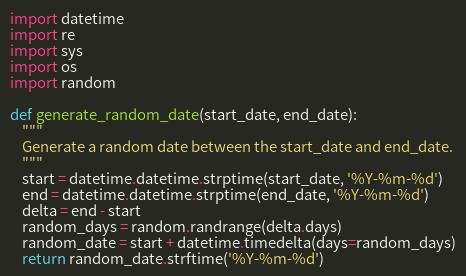 import datetime
import re
import sys
import os
import random

def generate_random_date(start_date, end_date):
    """
    Generate a random date between the start_date and end_date.
    """
    start = datetime.datetime.strptime(start_date, '%Y-%m-%d')
    end = datetime.datetime.strptime(end_date, '%Y-%m-%d')
    delta = end - start
    random_days = random.randrange(delta.days)
    random_date = start + datetime.timedelta(days=random_days)
    return random_date.strftime('%Y-%m-%d')